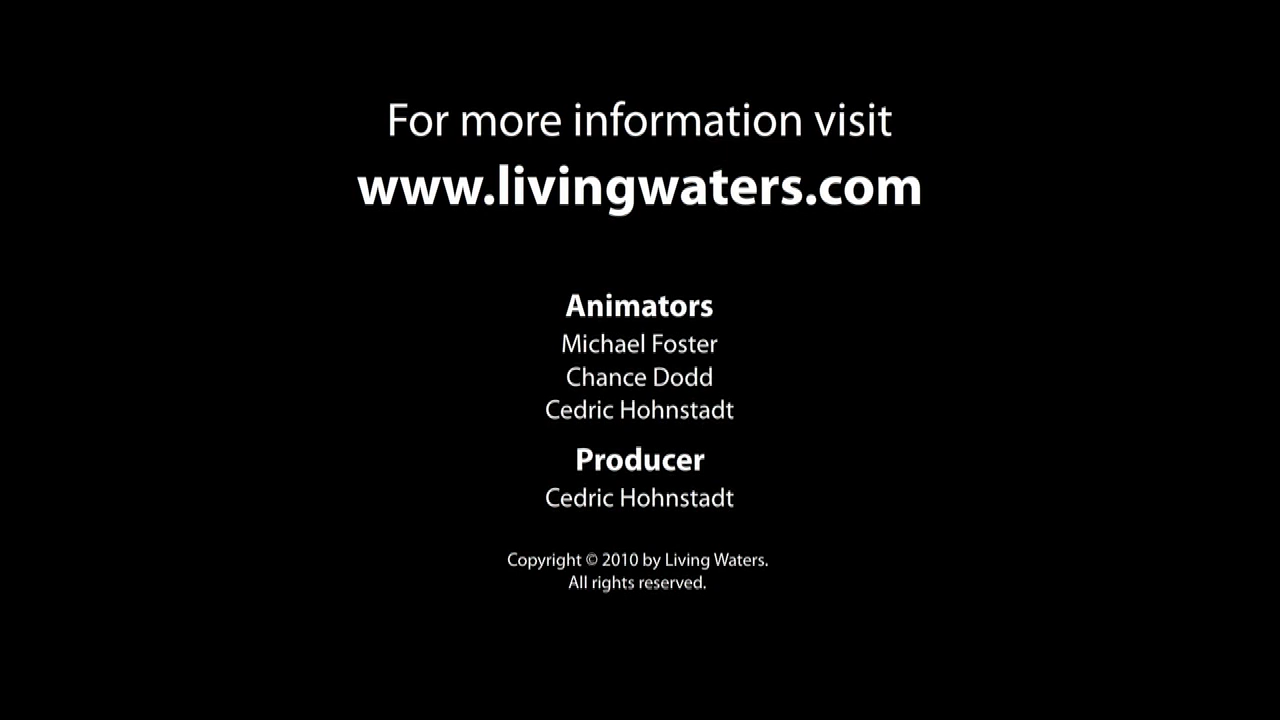 For more information visit
www.livingwaters.com
Animators
Michael Foster
Chance Dodd
Cedric Hohnstadt
Producer
Cedric Hohnstadt
Copyright © 2010 by Living Waters.
All rights reserved.